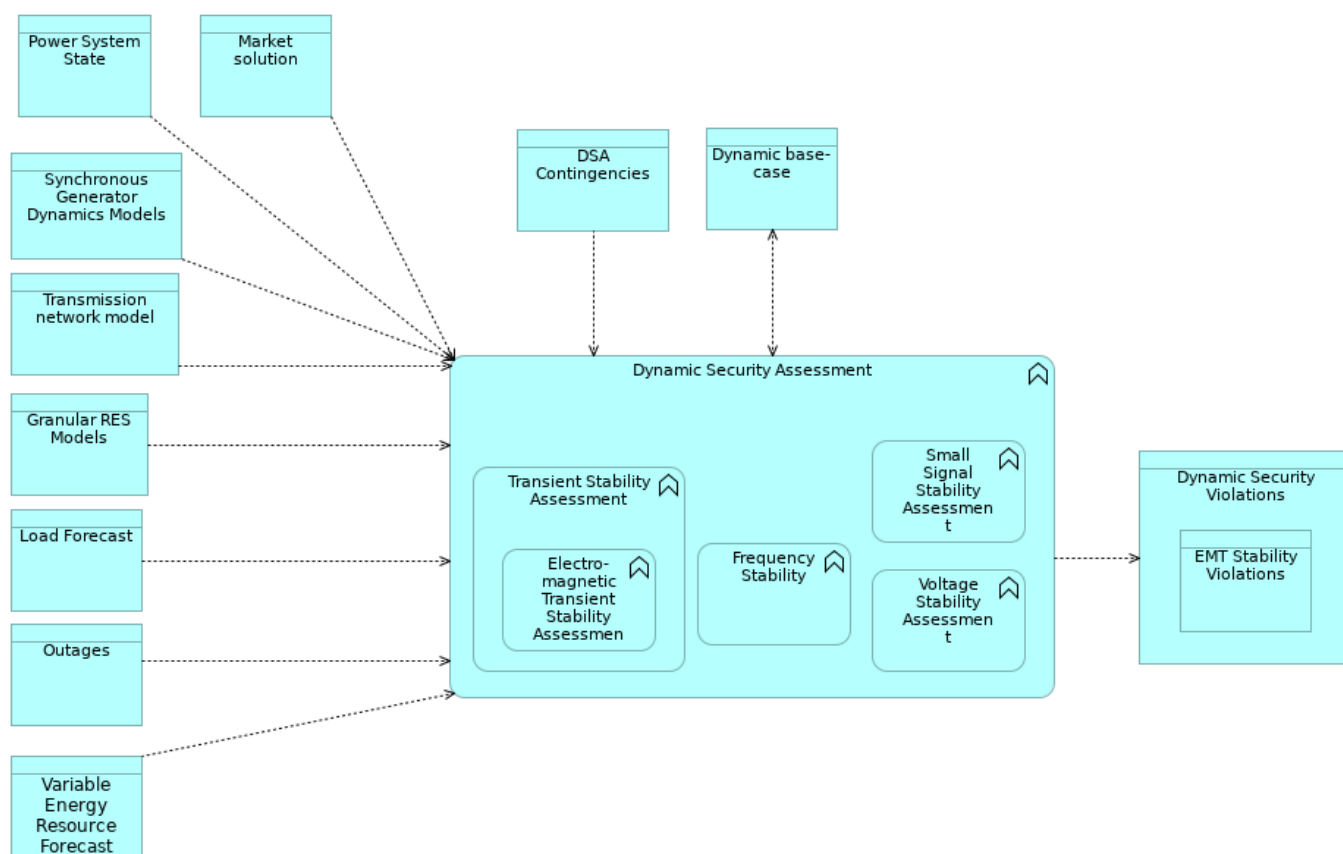 Power System
State
Market
solution
DSA
Contingencies
Dynamic base-
case
Synchronous
Generator
Dynamics Models
Transmission
network model
Dynamic Security Assessment
Granular RES
Models
Small
Signal
Stability
Assessmen
t
Transient Stability
Assessment
Dynamic Security
Violations
Load Forecast
Electro-
magnetic
Transient
Stability
Assessmen
Frequency
Stability
EMT Stability
Violations
Voltage
Stability
Assessmen
t
Outages
Variable
Energy
Resource
Forecast